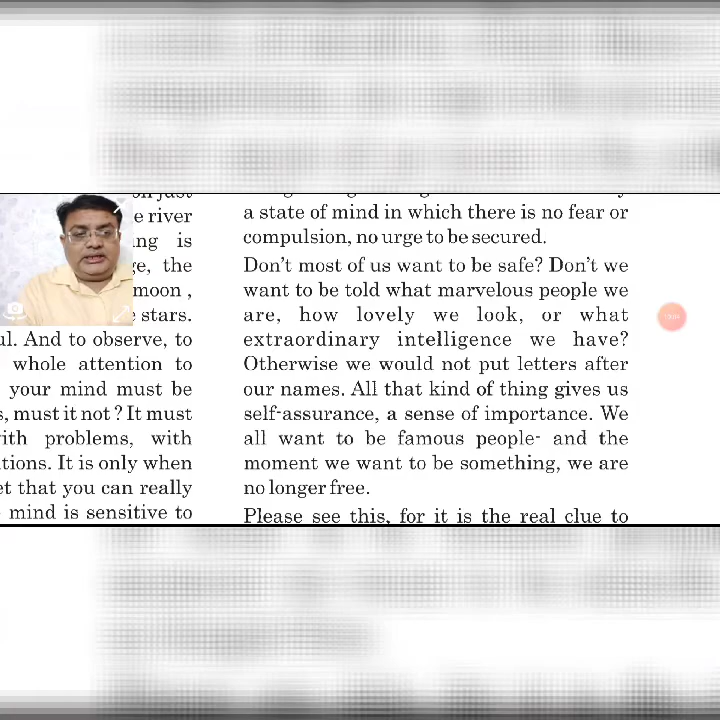 e river
is
the
moon ,
stars.
And to observe, to
whole attention to
your mind must be
must it not ? It must
problems, with
It is only when
that you can really
mind is sensitive to
a state of mind in which there is no fear or
compulsion, no urge to be secured.
Don't most of us want to be safe? Don't we
want to be told what marvelous people we
are, how lovely we look, or what
extraordinary intelligence we have?
Otherwise we would not put letters after
our names. All that kind of thing gives us
self-assurance, a sense of importance. We
all want to be famous people- and the
moment we want to be something, we are
no longer free.
Please see this, for it is the real clue to